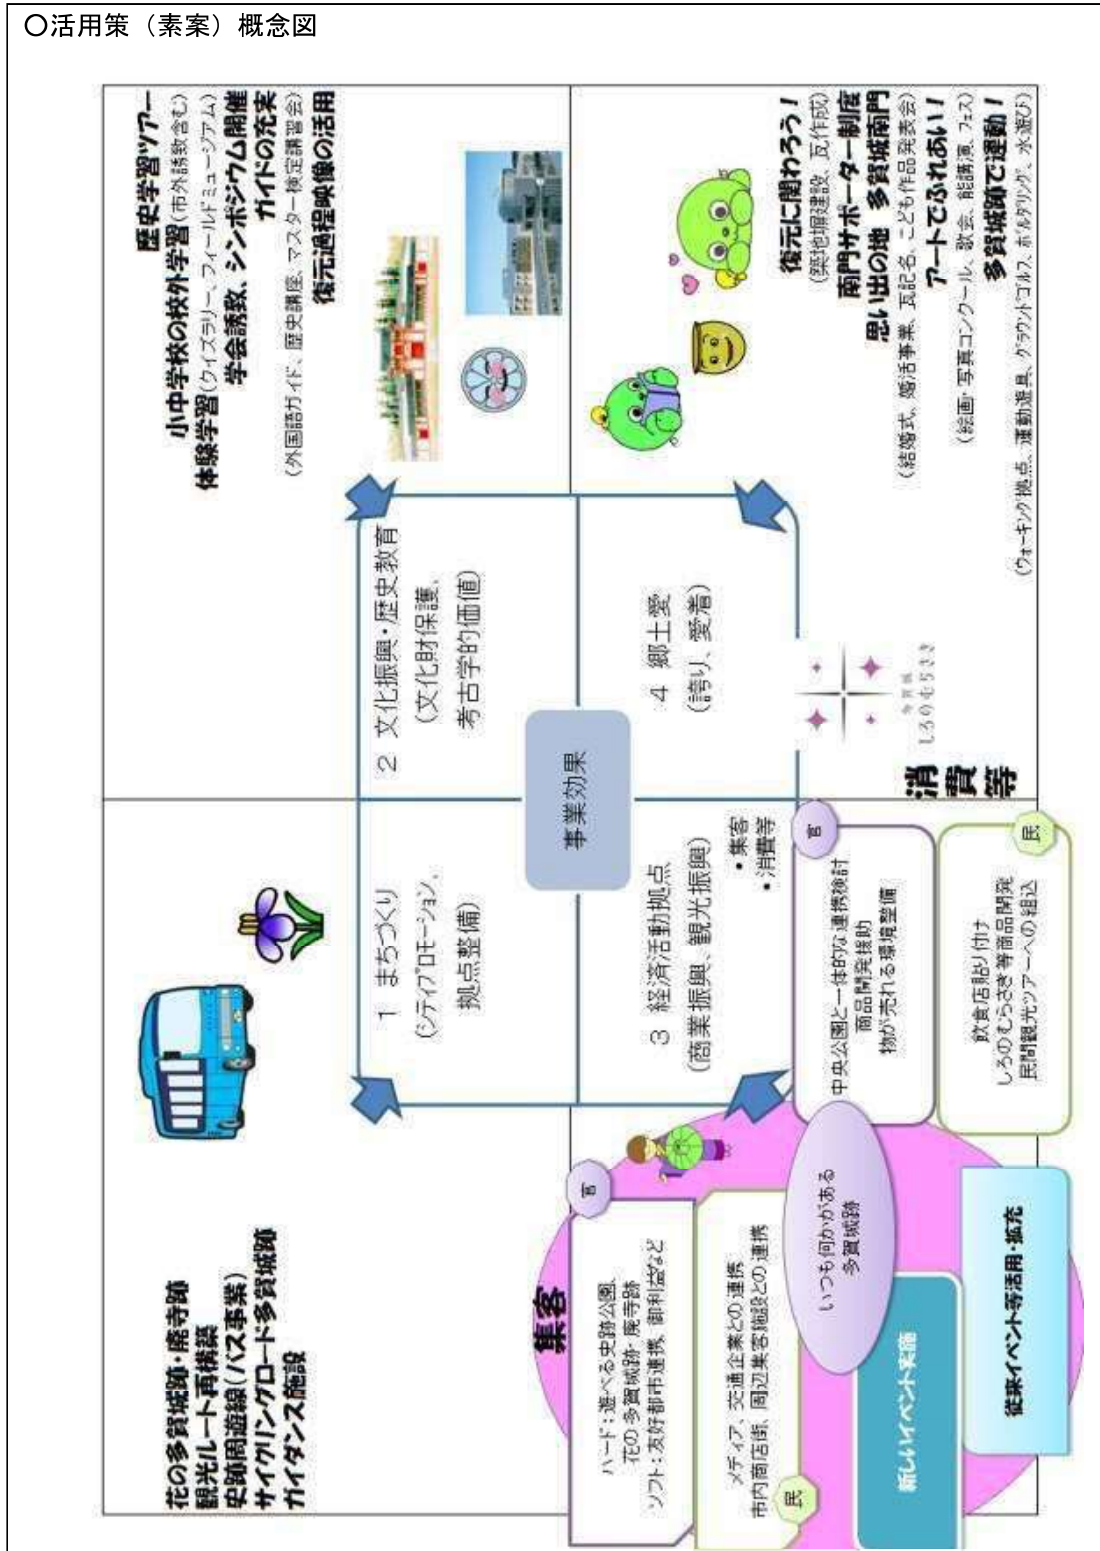 〇活用策（素案）概念図
花の多賀城跡・廃寺跡
観光ルート再構築
史跡周遊線(バス事業)
サイクリングロード多賀城跡
ガイダンス施設
歴史学習ツアー
小中学校の校外学習(市外誘致含む)
体験学習(クイズラリー、フィールドミュージアム)
学会誘致、シンポジウム開催
ガイドの充実
(外国語ガイド、歴史講座、マスター検定講習会)
復元過程映像の活用
1 まちづくり
(シティプロモーション、
拠点整備)
2 文化振興・歴史教育
(文化財保護、
考古学的価値)
事業効果
3 経済活動拠点
(商業振興、観光振興)
・集客
・消費等
4 郷土愛
(誇り、愛着)
集客
官
ハード：遊べる史跡公園、
花の多賀城跡・廃寺跡
ソフト：友好都市連携、御利益など
メディア、交通企業との連携
市内商店街、周辺集客施設との連携
民
いつも何かがある
多賀城跡
新しいイベント実施
従来イベント等活用・拡充
消費等
官
中央公園と一体的な連携検討
商品開発援助
物が売れる環境整備
民
飲食店貼り付け
しろのむらさき等商品開発
民間観光ツアーへの組込
多賀城
しろのむらさき
復元に関わろう！
(築地塀建設、瓦作成)
南門サポーター制度
思い出の地 多賀城南門
(結婚式、婚活事業、瓦記名、こども作品発表会)
アートでふれあい！
(絵画・写真コンクール、歌会、能講演、フェス)
多賀城跡で運動！
(ウォーキング拠点、運動遊具、グラウンドゴルフ、ボルダリング、水遊び)